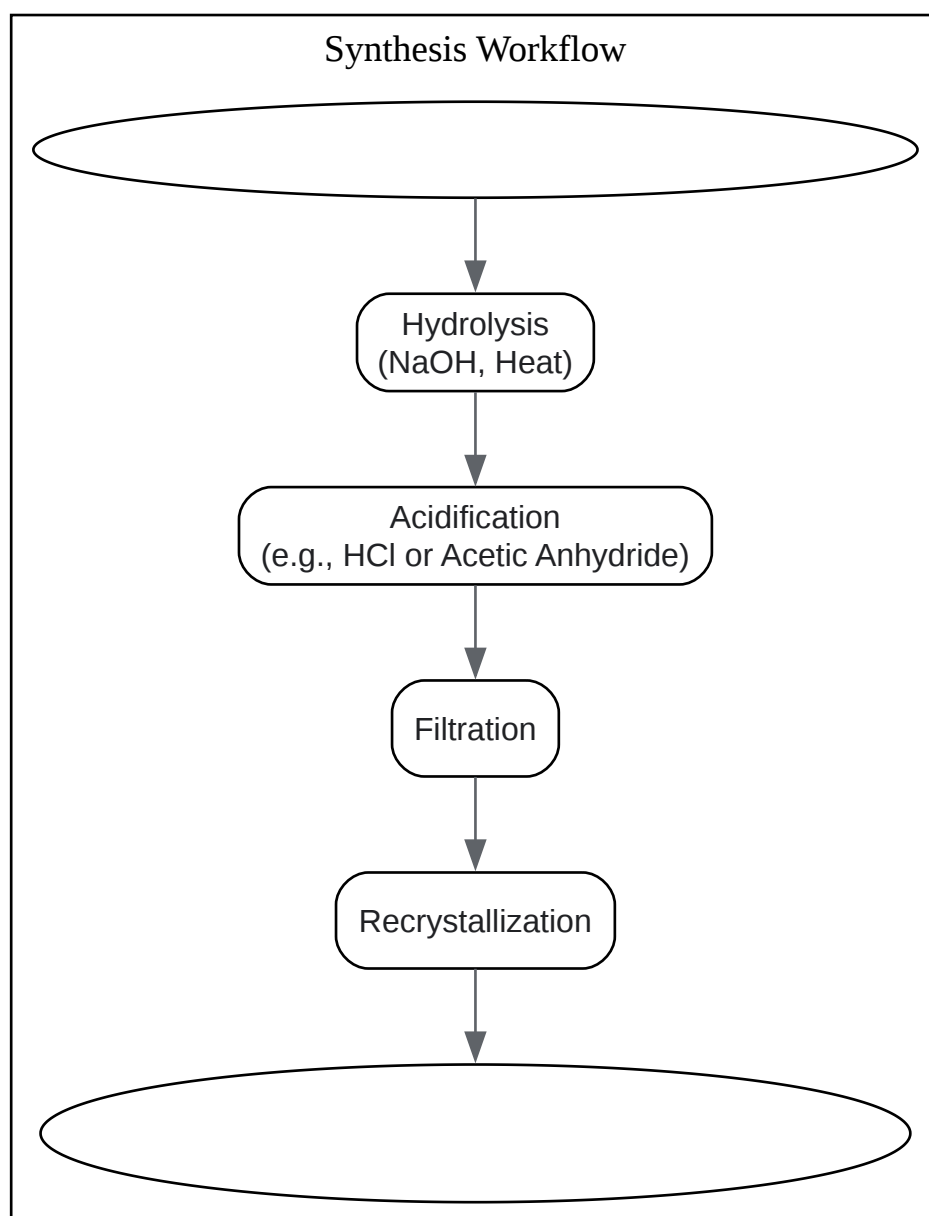 Synthesis Workflow
Hydrolysis
(NaOH, Heat)
Acidification
(e.g., HCl or Acetic Anhydride)
Filtration
Recrystallization